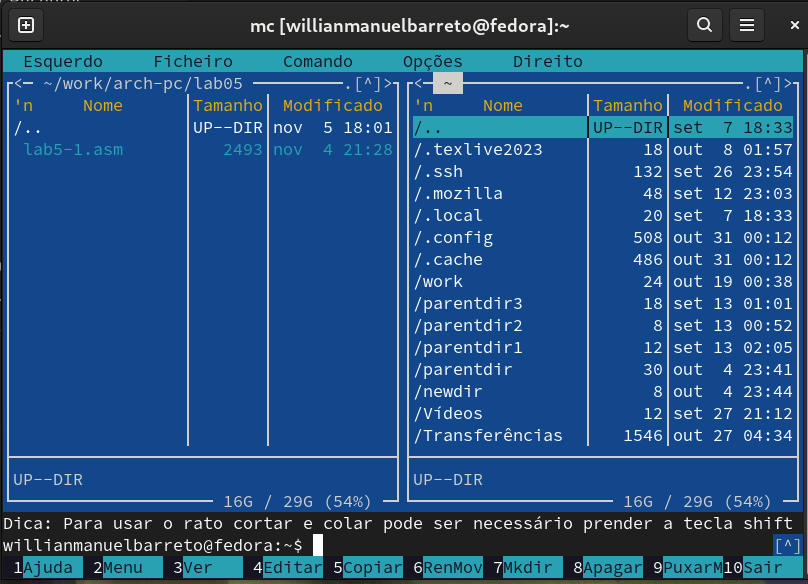 mc [willianmanuelbarreto@fedora]:~
Esquerdo Ficheiro Comando Opções Direito
<─ ~/work/arch-pc/lab05 .[^]>
'n Nome Tamanho Modificado
/.. UP--DIR nov 5 18:01
lab5-1.asm 2493 nov 4 21:28
UP--DIR
16G / 29G (54%)
<─ ~ .[^]>
'n Nome Tamanho Modificado
/.. UP--DIR set 7 18:33
/.texlive2023 18 out 8 01:57
/.ssh 132 set 26 23:54
/.mozilla 48 set 12 23:03
/.local 20 set 7 18:33
/.config 508 out 31 00:12
/.cache 486 out 31 00:12
/work 24 out 19 00:38
/parentdir3 18 set 13 01:01
/parentdir2 8 set 13 00:52
/parentdir1 12 set 13 02:05
/parentdir 30 out 4 23:41
/newdir 8 out 4 23:44
/Vídeos 12 set 27 21:12
/Transferências 1546 out 27 04:34
UP--DIR
16G / 29G (54%)
Dica: Para usar o rato cortar e colar pode ser necessário prender a tecla shift
willianmanuelbarreto@fedora:~$ [^]
1Ajuda 2Menu 3Ver 4Editar 5Copiar 6RenMov 7Mkdir 8Apagar 9PuxarM 10Sair